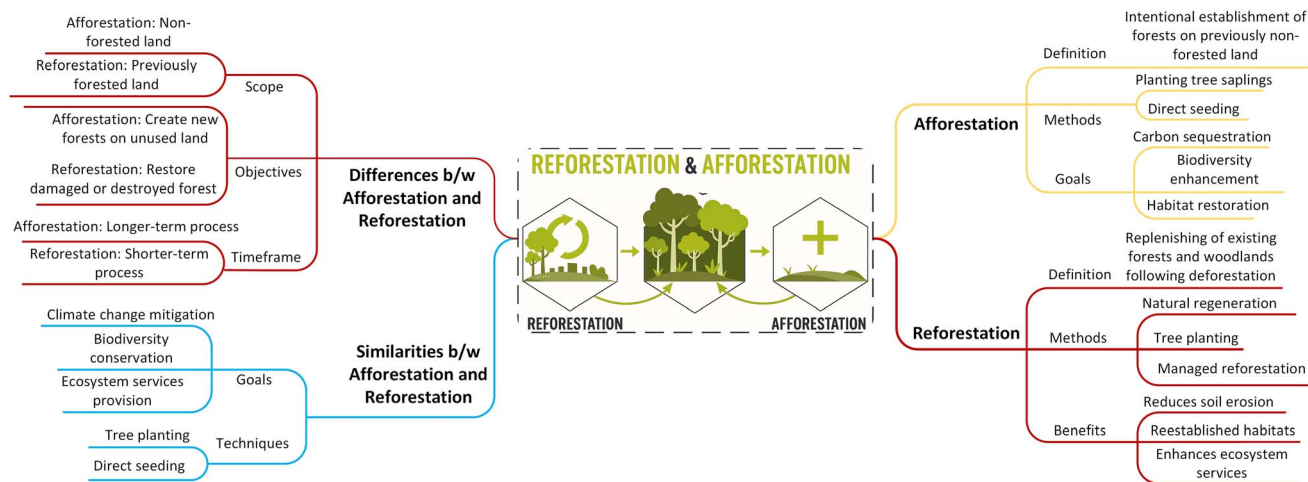 Afforestation: Non-
forested land
Reforestation: Previously
forested land
Scope
Afforestation: Create new
forests on unused land
Reforestation: Restore
damaged or destroyed forest
Objectives
Afforestation: Longer-term process
Reforestation: Shorter-term
process
Timeframe
Differences b/w
Afforestation and
Reforestation
Climate change mitigation
Biodiversity
conservation
Ecosystem services
provision
Goals
Tree planting
Direct seeding
Techniques
Similarities b/w
Afforestation and
Reforestation
REFORESTATION & AFFORESTATION
REFORESTATION
AFFORESTATION
Afforestation
Definition
Intentional establishment of
forests on previously non-
forested land
Methods
Planting tree saplings
Direct seeding
Goals
Carbon sequestration
Biodiversity
enhancement
Habitat restoration
Reforestation
Definition
Replenishing of existing
forests and woodlands
following deforestation
Methods
Natural regeneration
Tree planting
Managed reforestation
Benefits
Reduces soil erosion
Reestablished habitats
Enhances ecosystem
services